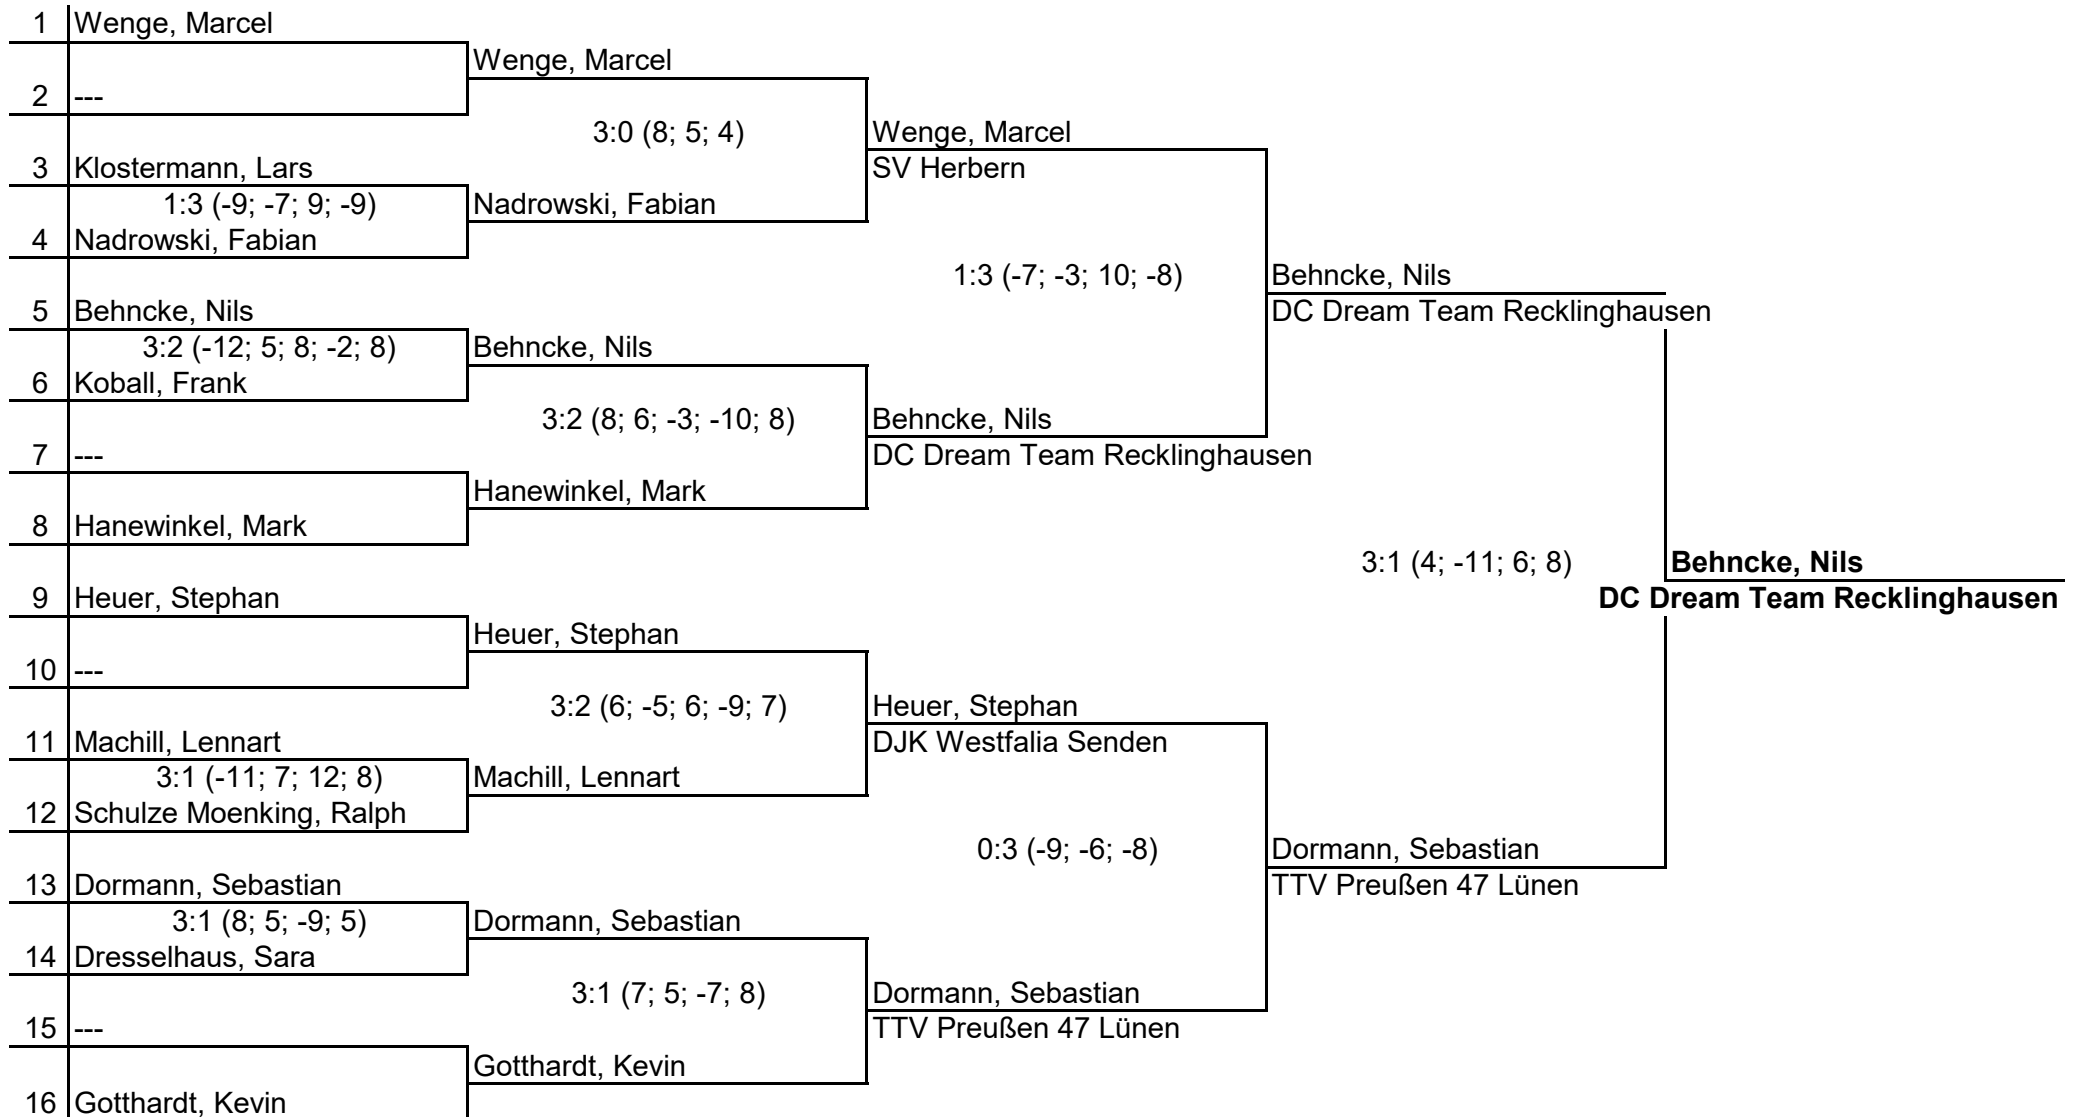 1 Wenge, Marcel
Wenge, Marcel
2 ---
3:0 (8; 5; 4)
Wenge, Marcel
3 Klostermann, Lars
SV Herbern
1:3 (-9; -7; 9; -9)
Nadrowski, Fabian
4 Nadrowski, Fabian
1:3 (-7; -3; 10; -8)
Behncke, Nils
5 Behncke, Nils
DC Dream Team Recklinghausen
3:2 (-12; 5; 8; -2; 8)
Behncke, Nils
6 Koball, Frank
3:2 (8; 6; -3; -10; 8)
Behncke, Nils
7 ---
DC Dream Team Recklinghausen
Hanewinkel, Mark
8 Hanewinkel, Mark
3:1 (4; -11; 6; 8)
Behncke, Nils
9 Heuer, Stephan
DC Dream Team Recklinghausen
Heuer, Stephan
10 ---
3:2 (6; -5; 6; -9; 7)
Heuer, Stephan
11 Machill, Lennart
DJK Westfalia Senden
3:1 (-11; 7; 12; 8)
Machill, Lennart
12 Schulze Moenking, Ralph
0:3 (-9; -6; -8)
Dormann, Sebastian
13 Dormann, Sebastian
TTV Preußen 47 Lünen
3:1 (8; 5; -9; 5)
Dormann, Sebastian
14 Dresselhaus, Sara
3:1 (7; 5; -7; 8)
Dormann, Sebastian
15 ---
TTV Preußen 47 Lünen
Gotthardt, Kevin
16 Gotthardt, Kevin